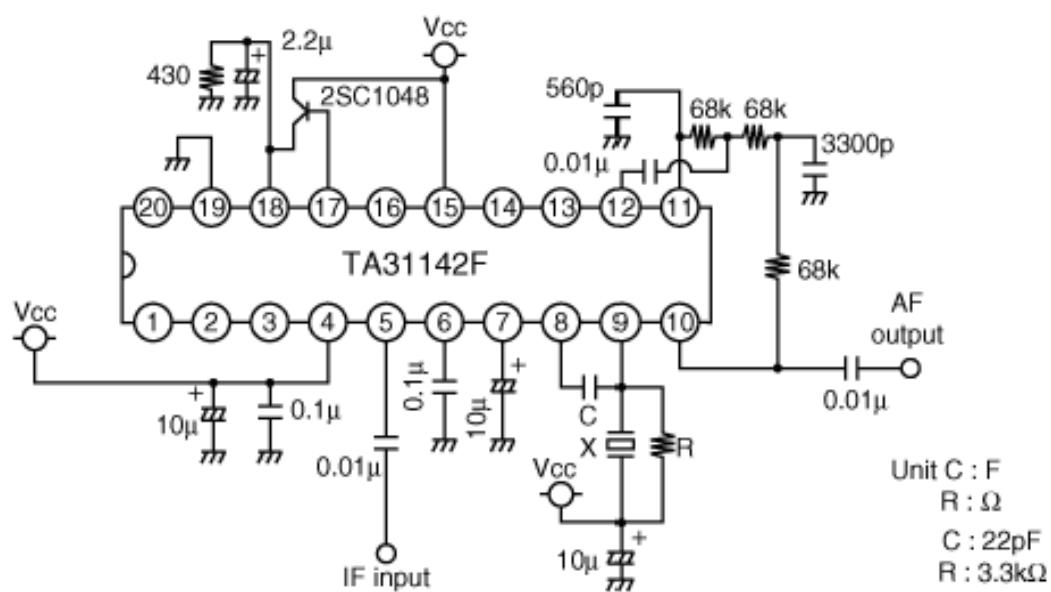 Vcc
2.2μ
+
430
2SC1048
560p
68k 68k
3300p
0.01μ
20 19 18 17 16 15 14 13 12 11
TA31142F
68k
1 2 3 4 5 6 7 8 9 10
Vcc
AF
output
+
10μ
0.1μ
0.1μ
+
10μ
C
0.01μ
X
R
0.01μ
Vcc
Unit C : F
R : Ω
C : 22pF
R : 3.3kΩ
+
10μ
IF input